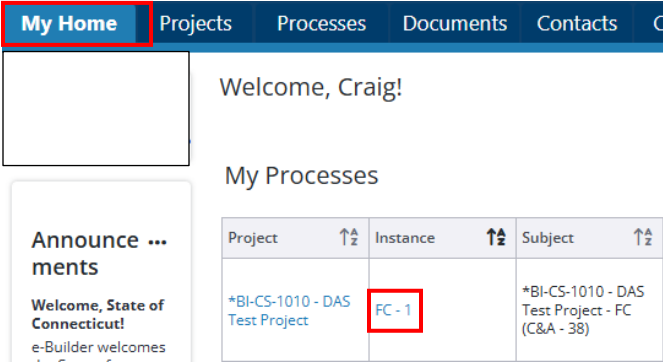 My Home Projects Processes Documents Contacts
Welcome, Craig!
My Processes
Announce ...
ments
Welcome, State of
Connecticut!
e-Builder welcomes
Project Instance Subject
*BI-CS-1010 - DAS
Test Project
FC - 1
*BI-CS-1010 - DAS
Test Project - FC
(C&A - 38)